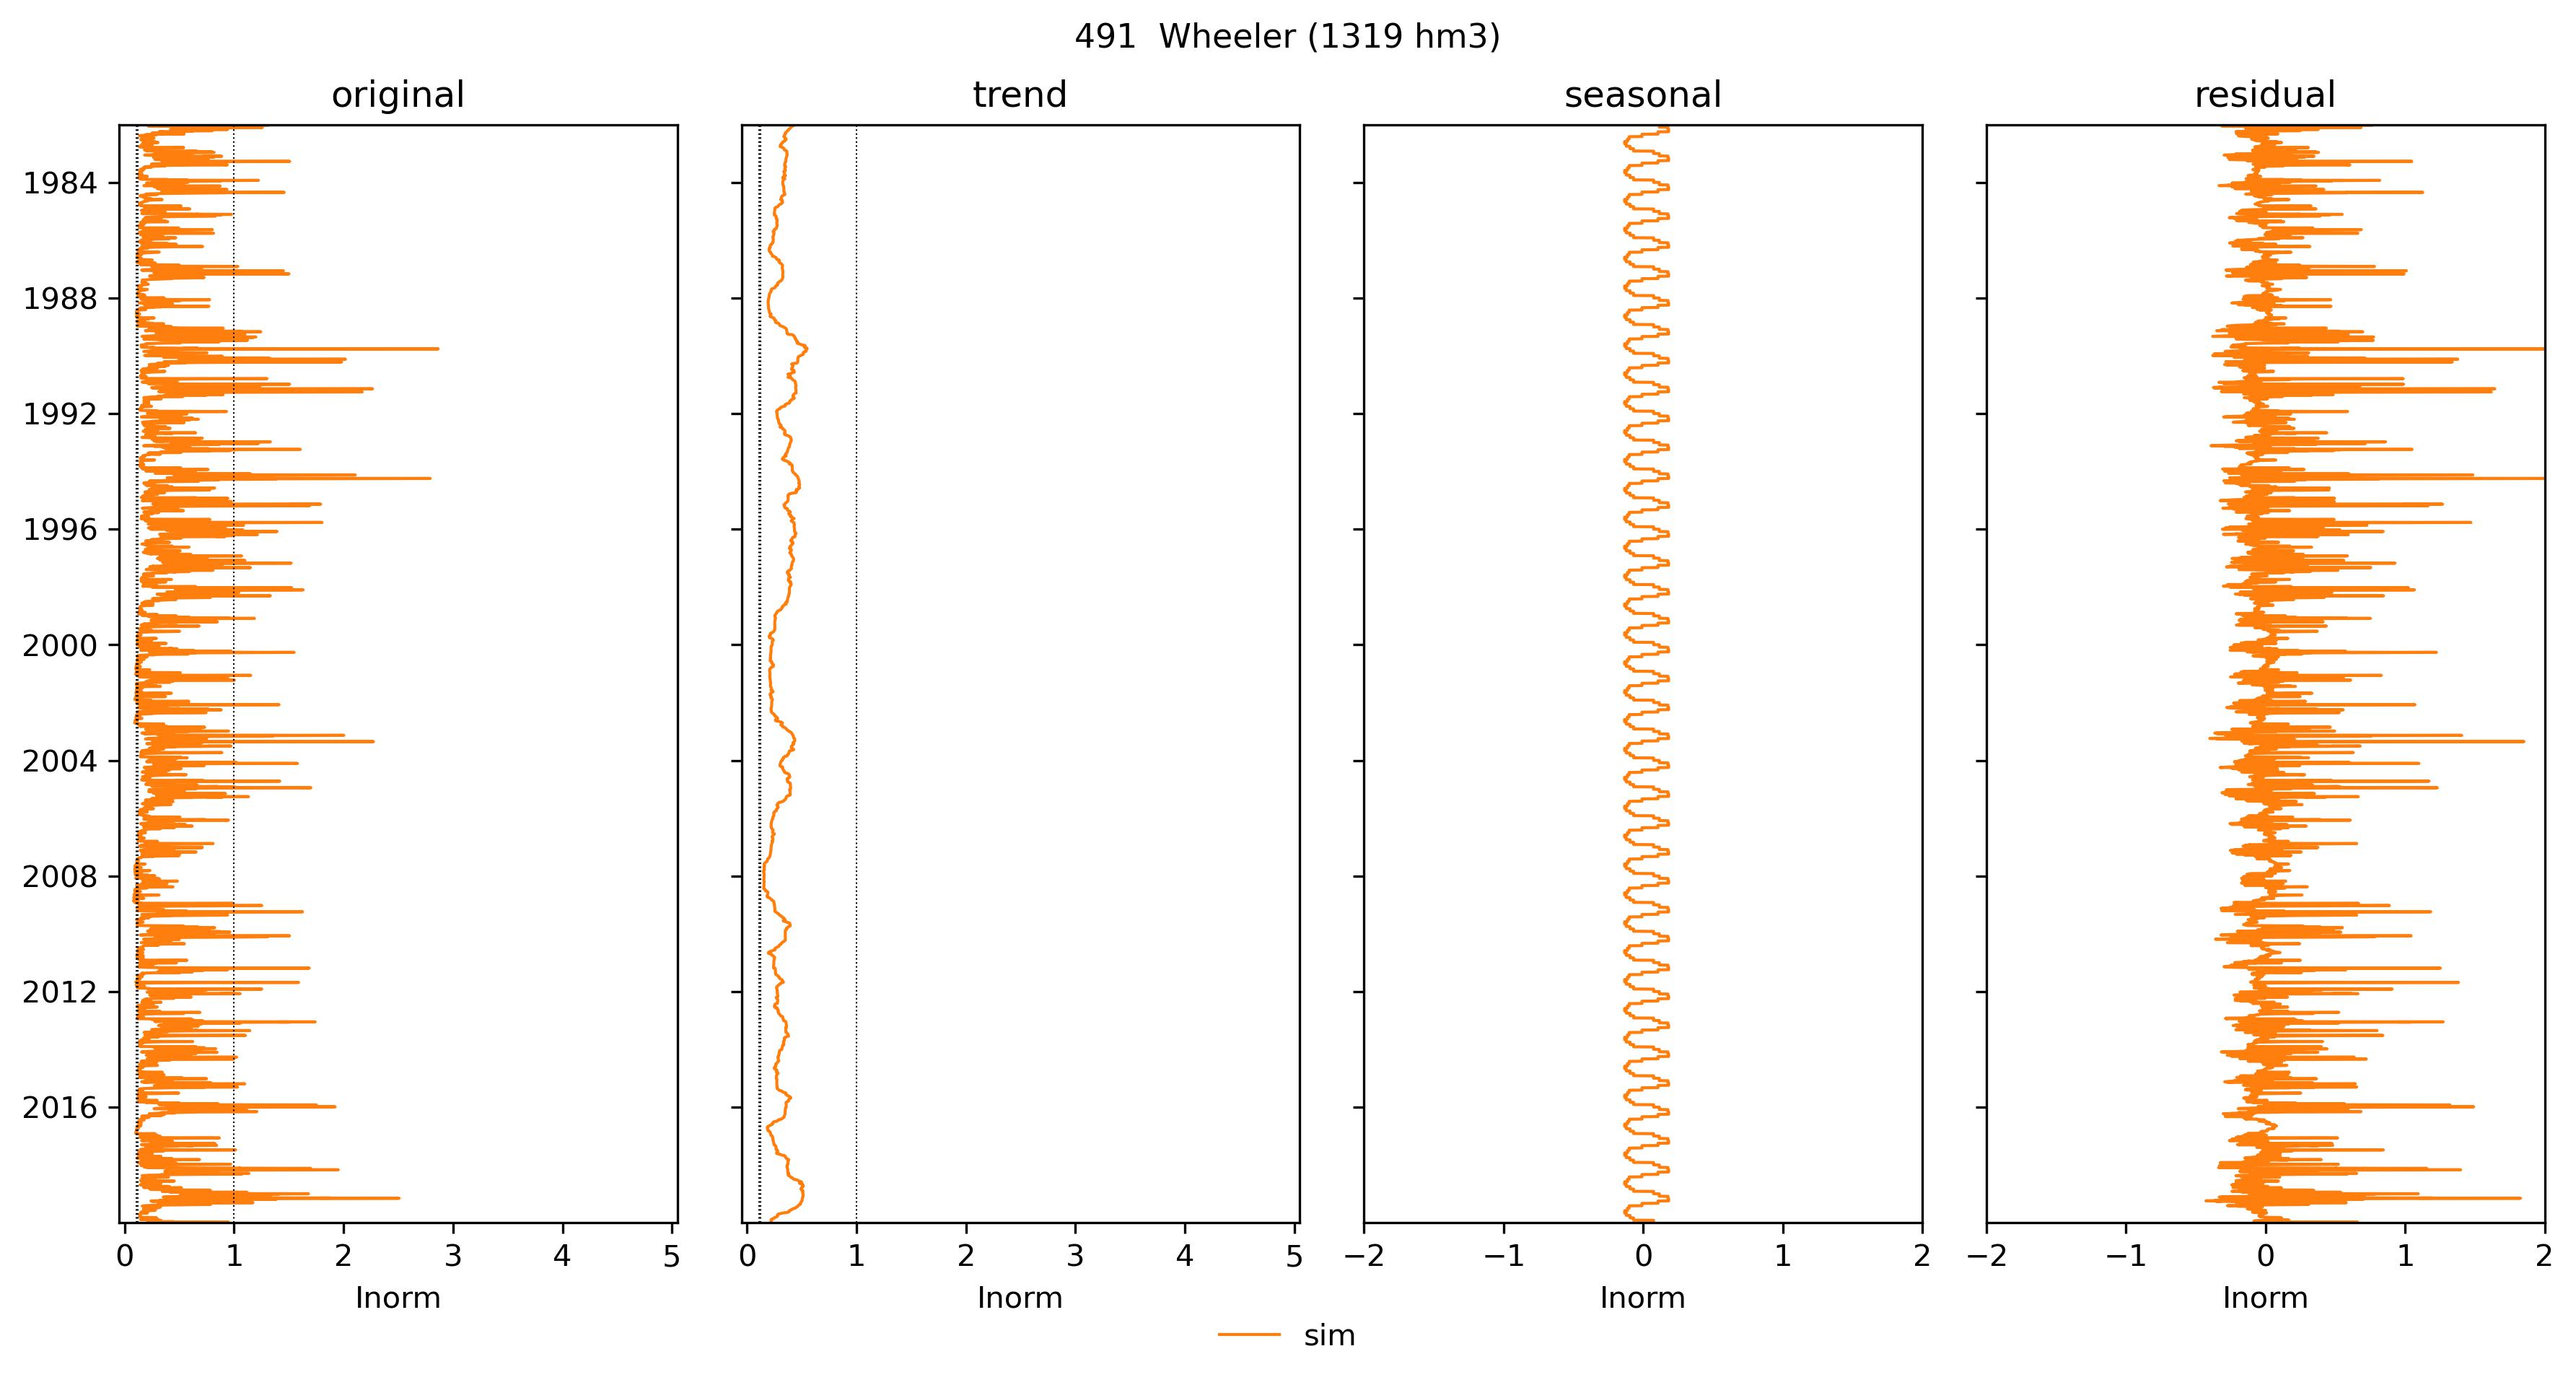 491  Wheeler (1319 hm3)
original
trend
seasonal
residual
1984
1988
1992
1996
2000
2004
2008
2012
2016
0 1 2 3 4 5
0 1 2 3 4 5
−2 −1 0 1 2
−2 −1 0 1 2
Inorm
Inorm
Inorm
Inorm
sim